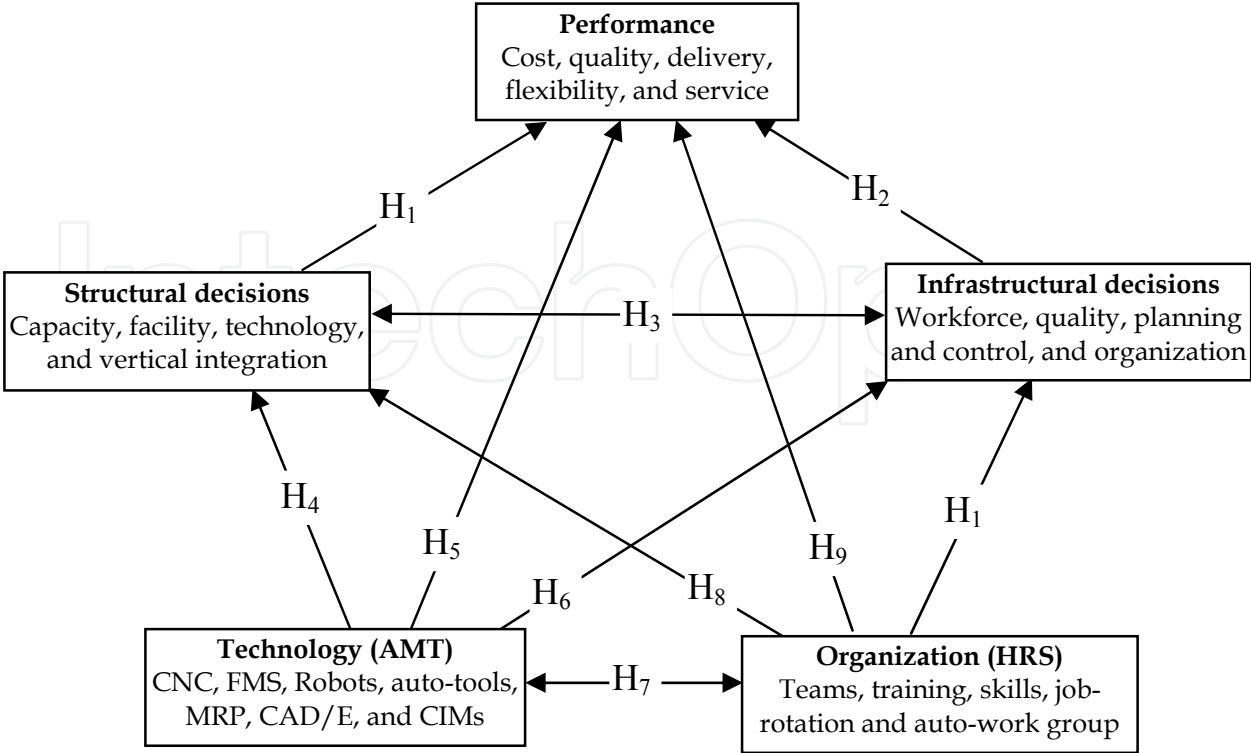 Performance
Cost, quality, delivery,
flexibility, and service
H₁
H₂
Structural decisions
Capacity, facility, technology,
and vertical integration
H₃
Infrastructural decisions
Workforce, quality, planning
and control, and organization
H₄
H₅
H₆
H₈
H₉
H₁
Technology (AMT)
CNC, FMS, Robots, auto-tools,
MRP, CAD/E, and CIMs
H₇
Organization (HRS)
Teams, training, skills, job-
rotation and auto-work group